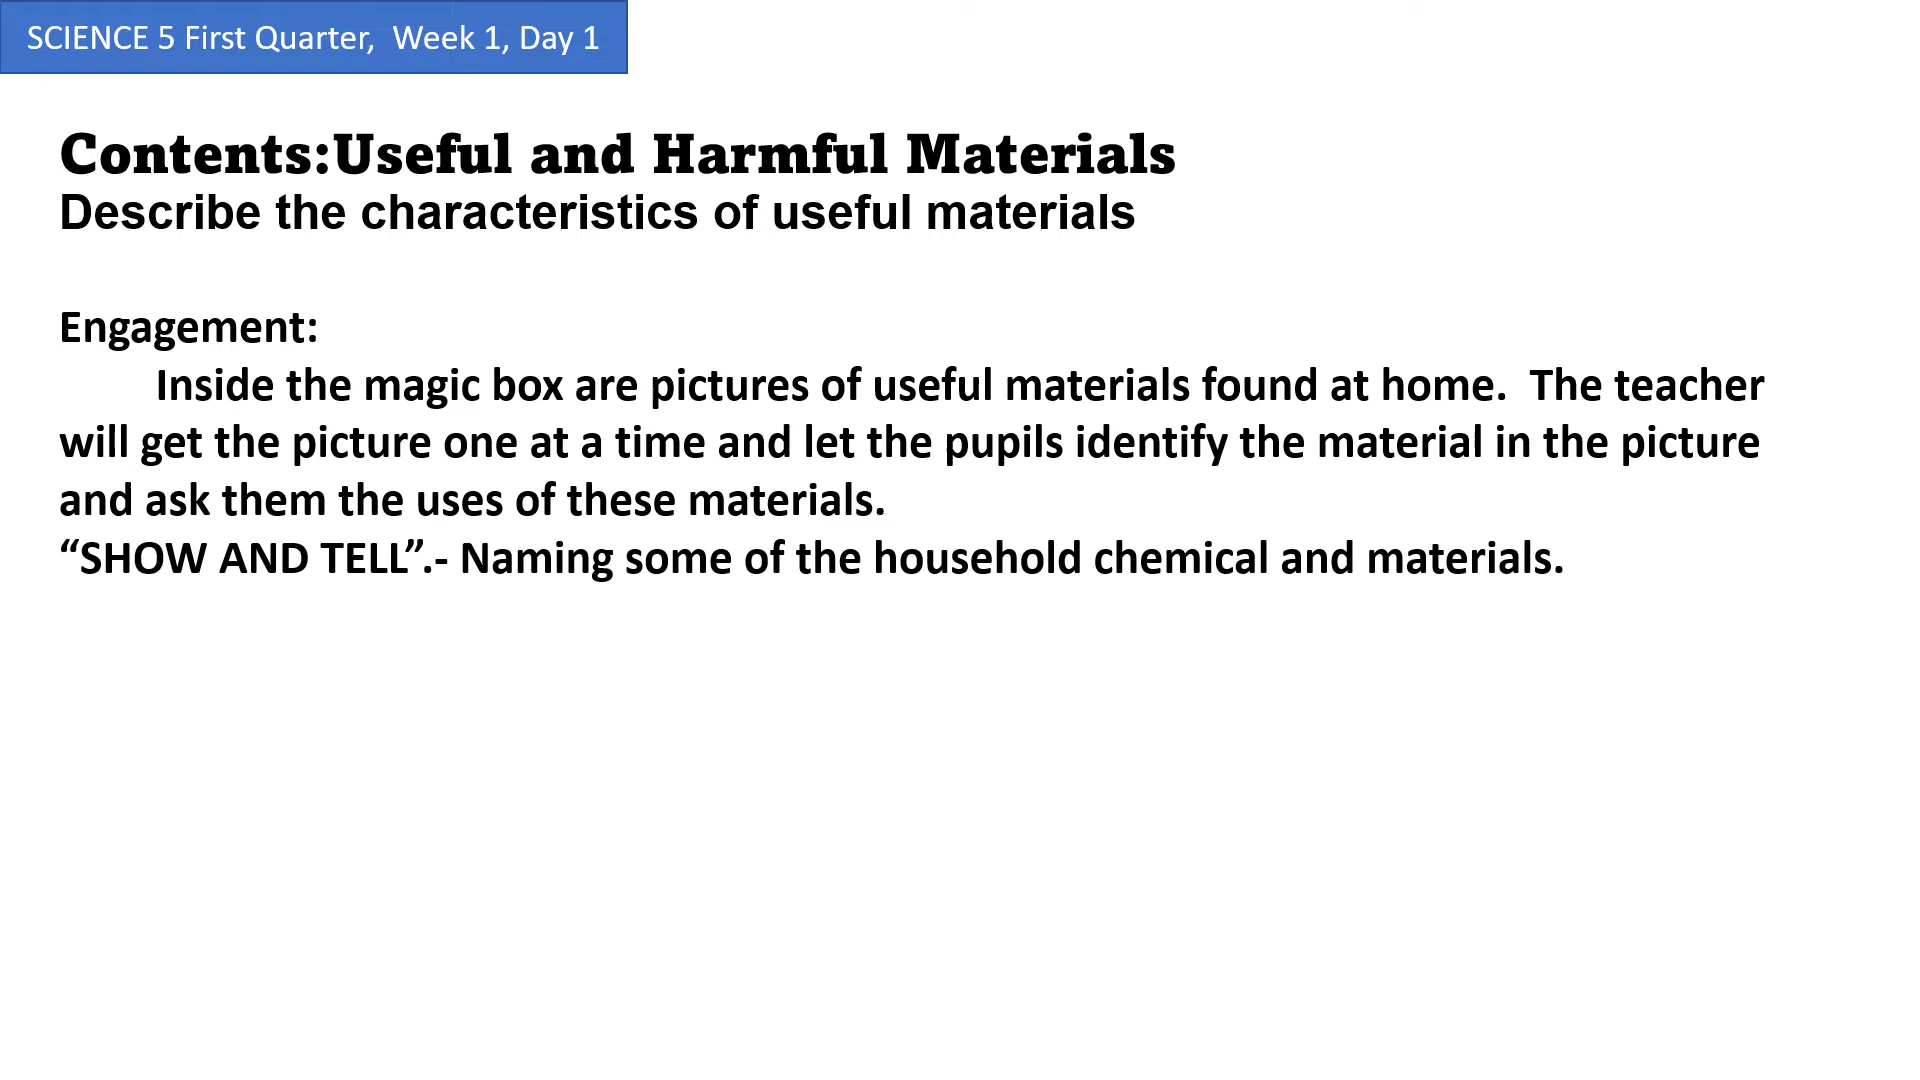 SCIENCE 5 First Quarter,  Week 1, Day 1
Contents:Useful and Harmful Materials
Describe the characteristics of useful materials
Engagement:
Inside the magic box are pictures of useful materials found at home.  The teacher
will get the picture one at a time and let the pupils identify the material in the picture
and ask them the uses of these materials.
“SHOW AND TELL”.- Naming some of the household chemical and materials.